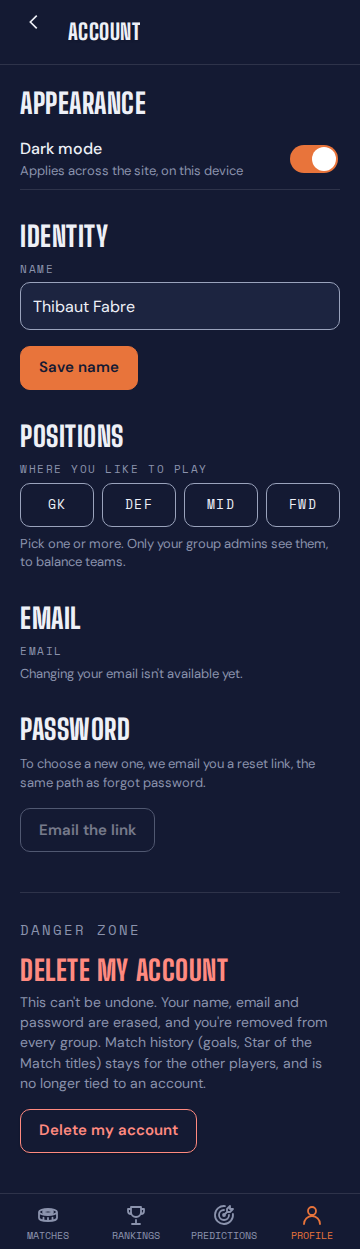 ACCOUNT
APPEARANCE
Dark mode
Applies across the site, on this device
IDENTITY
NAME
Thibaut Fabre
Save name
POSITIONS
WHERE YOU LIKE TO PLAY
GK DEF MID FWD
Pick one or more. Only your group admins see them,
to balance teams.
EMAIL
EMAIL
Changing your email isn't available yet.
PASSWORD
To choose a new one, we email you a reset link, the
same path as forgot password.
Email the link
DANGER ZONE
DELETE MY ACCOUNT
This can't be undone. Your name, email and
password are erased, and you're removed from
every group. Match history (goals, Star of the
Match titles) stays for the other players, and is
no longer tied to an account.
Delete my account
MATCHES RANKINGS PREDICTIONS PROFILE